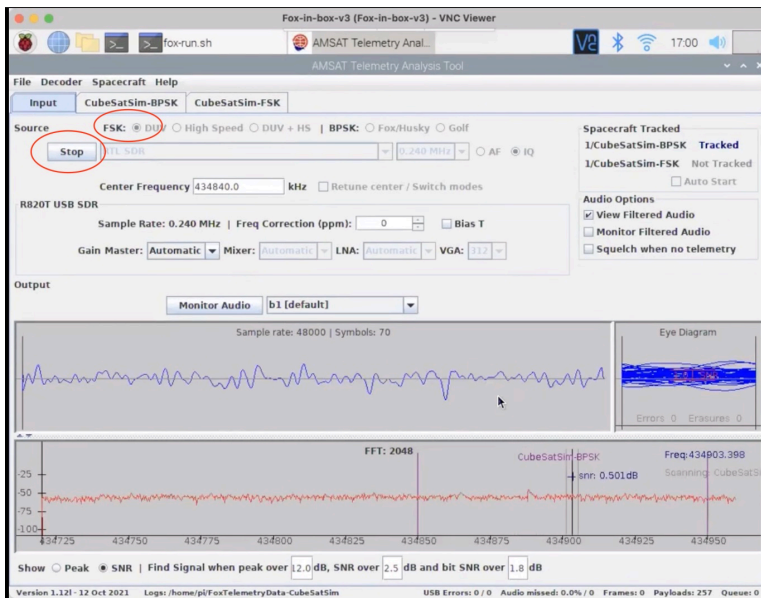 Fox-in-box-v3 (Fox-in-box-v3) - VNC Viewer
fox-run.sh AMSAT Telemetry Anal... 17:00
AMSAT Telemetry Analysis Tool
File Decoder Spacecraft Help
Input CubeSatSim-BPSK CubeSatSim-FSK
Source FSK: DUV High Speed DUV + HS | BPSK: Fox/Husky Golf
Stop RTL SDR 0.240 MHz AF IQ
Center Frequency 434840.0 kHz Retune center / Switch modes
R820T USB SDR
Sample Rate: 0.240 MHz | Freq Correction (ppm): 0 Bias T
Gain Master: Automatic Mixer: Automatic LNA: Automatic VGA: 312
Spacecraft Tracked
1/CubeSatSim-BPSK Tracked
1/CubeSatSim-FSK Not Tracked
Auto Start
Audio Options
View Filtered Audio
Monitor Filtered Audio
Squelch when no telemetry
Output
Monitor Audio b1 [default]
Sample rate: 48000 | Symbols: 70
Eye Diagram
Errors 0 Erasures 0
FFT: 2048
CubeSatSim-BPSK
Freq:434903.398
snr: 0.501dB
Scanning: CubeSatSi
-25
-50
-75
-100
434725 434750 434775 434800 434825 434850 434875 434900 434925 434950
Show Peak SNR | Find Signal when peak over 12.0 dB, SNR over 2.5 dB and bit SNR over 1.8 dB
Version 1.12l - 12 Oct 2021 Logs: /home/pi/FoxTelemetryData-CubeSatSim USB Errors: 0 / 0 Audio missed: 0.0% / 0 Frames: 0 Payloads: 257 Queue: 0